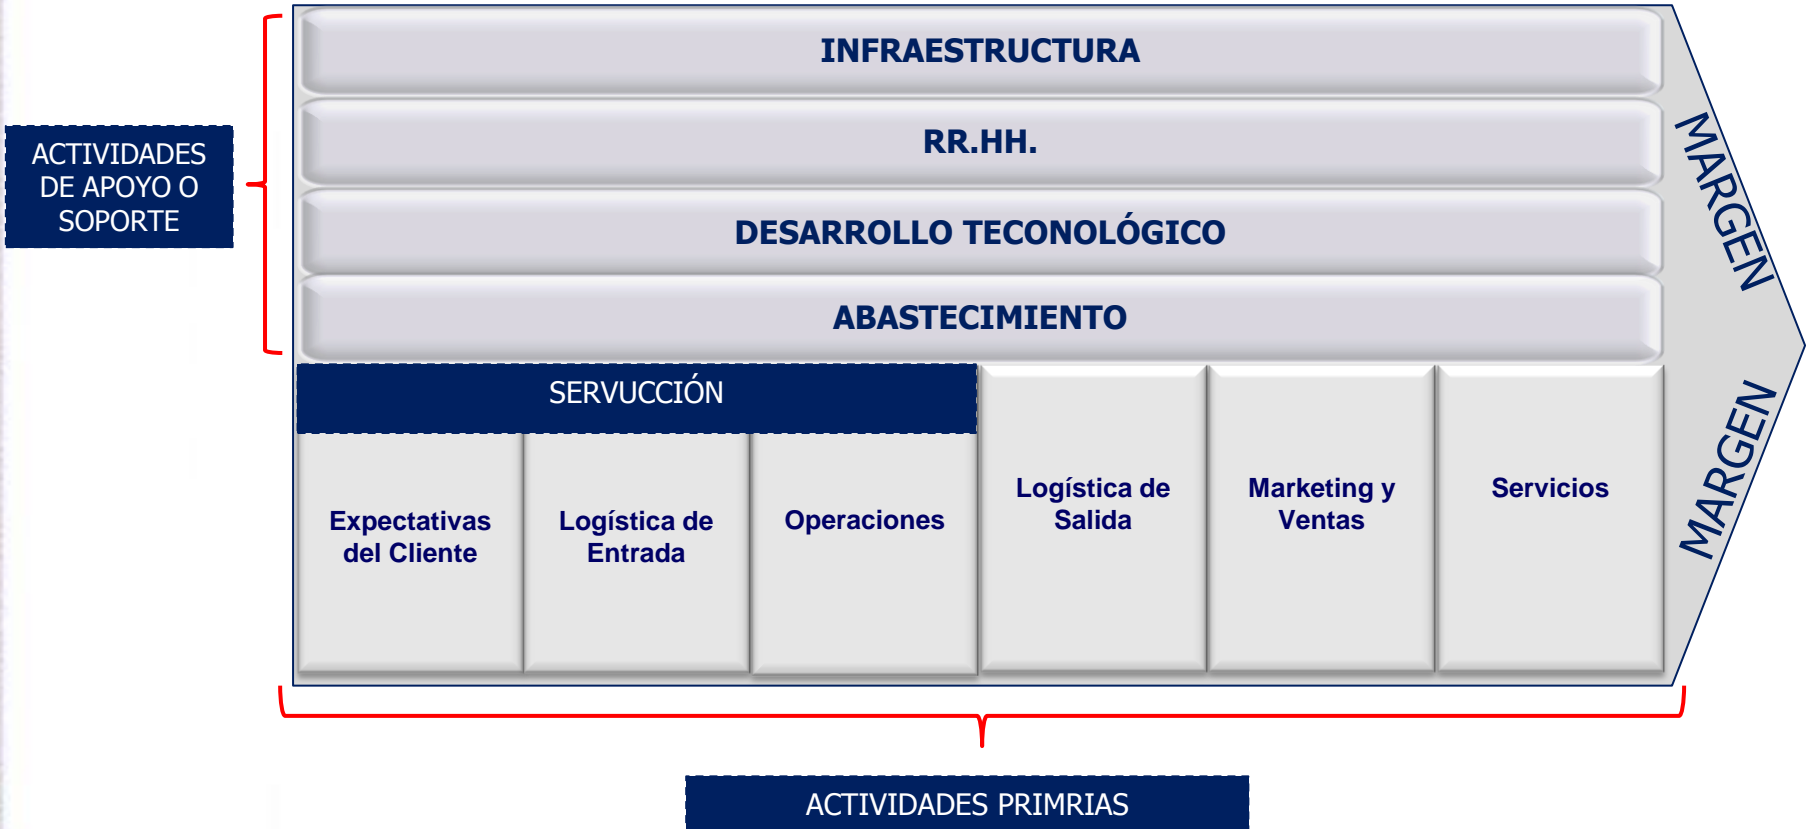 INFRAESTRUCTURA
RR.HH.
DESARROLLO TECONOLÓGICO
ABASTECIMIENTO
ACTIVIDADES
DE APOYO O
SOPORTE
MARGEN
MARGEN
SERVUCCIÓN
Expectativas
del Cliente
Logística de
Entrada
Operaciones
Logística de
Salida
Marketing y
Ventas
Servicios
ACTIVIDADES PRIMRIAS